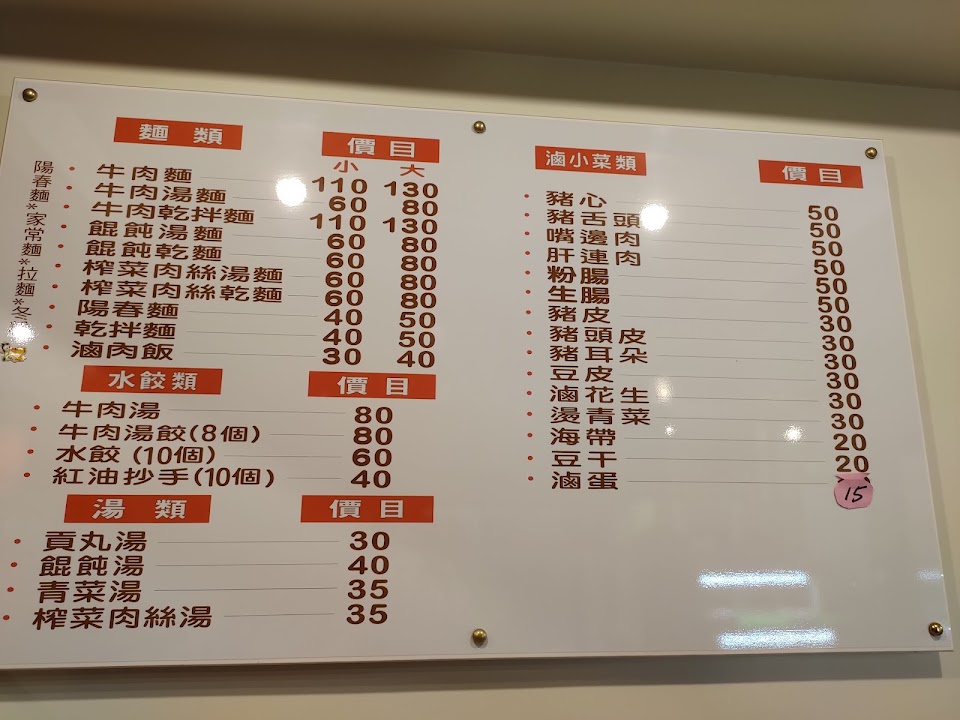 麵類 價目
小 大
陽春麵*家常麵*拉麵*冬
牛肉麵 110 130
牛肉湯麵 60 80
牛肉乾拌麵 110 130
餛飩湯麵 60 80
餛飩乾麵 60 80
榨菜肉絲湯麵 60 80
榨菜肉絲乾麵 60 80
陽春麵 40 50
乾拌麵 40 50
滷肉飯 30 40
水餃類 價目
牛肉湯 80
牛肉湯餃(8個) 80
水餃(10個) 60
紅油抄手(10個) 40
湯類 價目
貢丸湯 30
餛飩湯 40
青菜湯 35
榨菜肉絲湯 35
滷小菜類 價目
豬心 50
豬舌頭 50
嘴邊肉 50
肝連肉 50
粉腸 50
生腸 50
豬皮 30
豬頭皮 30
豬耳朵 30
豆皮 30
滷花生 30
燙青菜 30
海帶 20
豆干 20
滷蛋 15